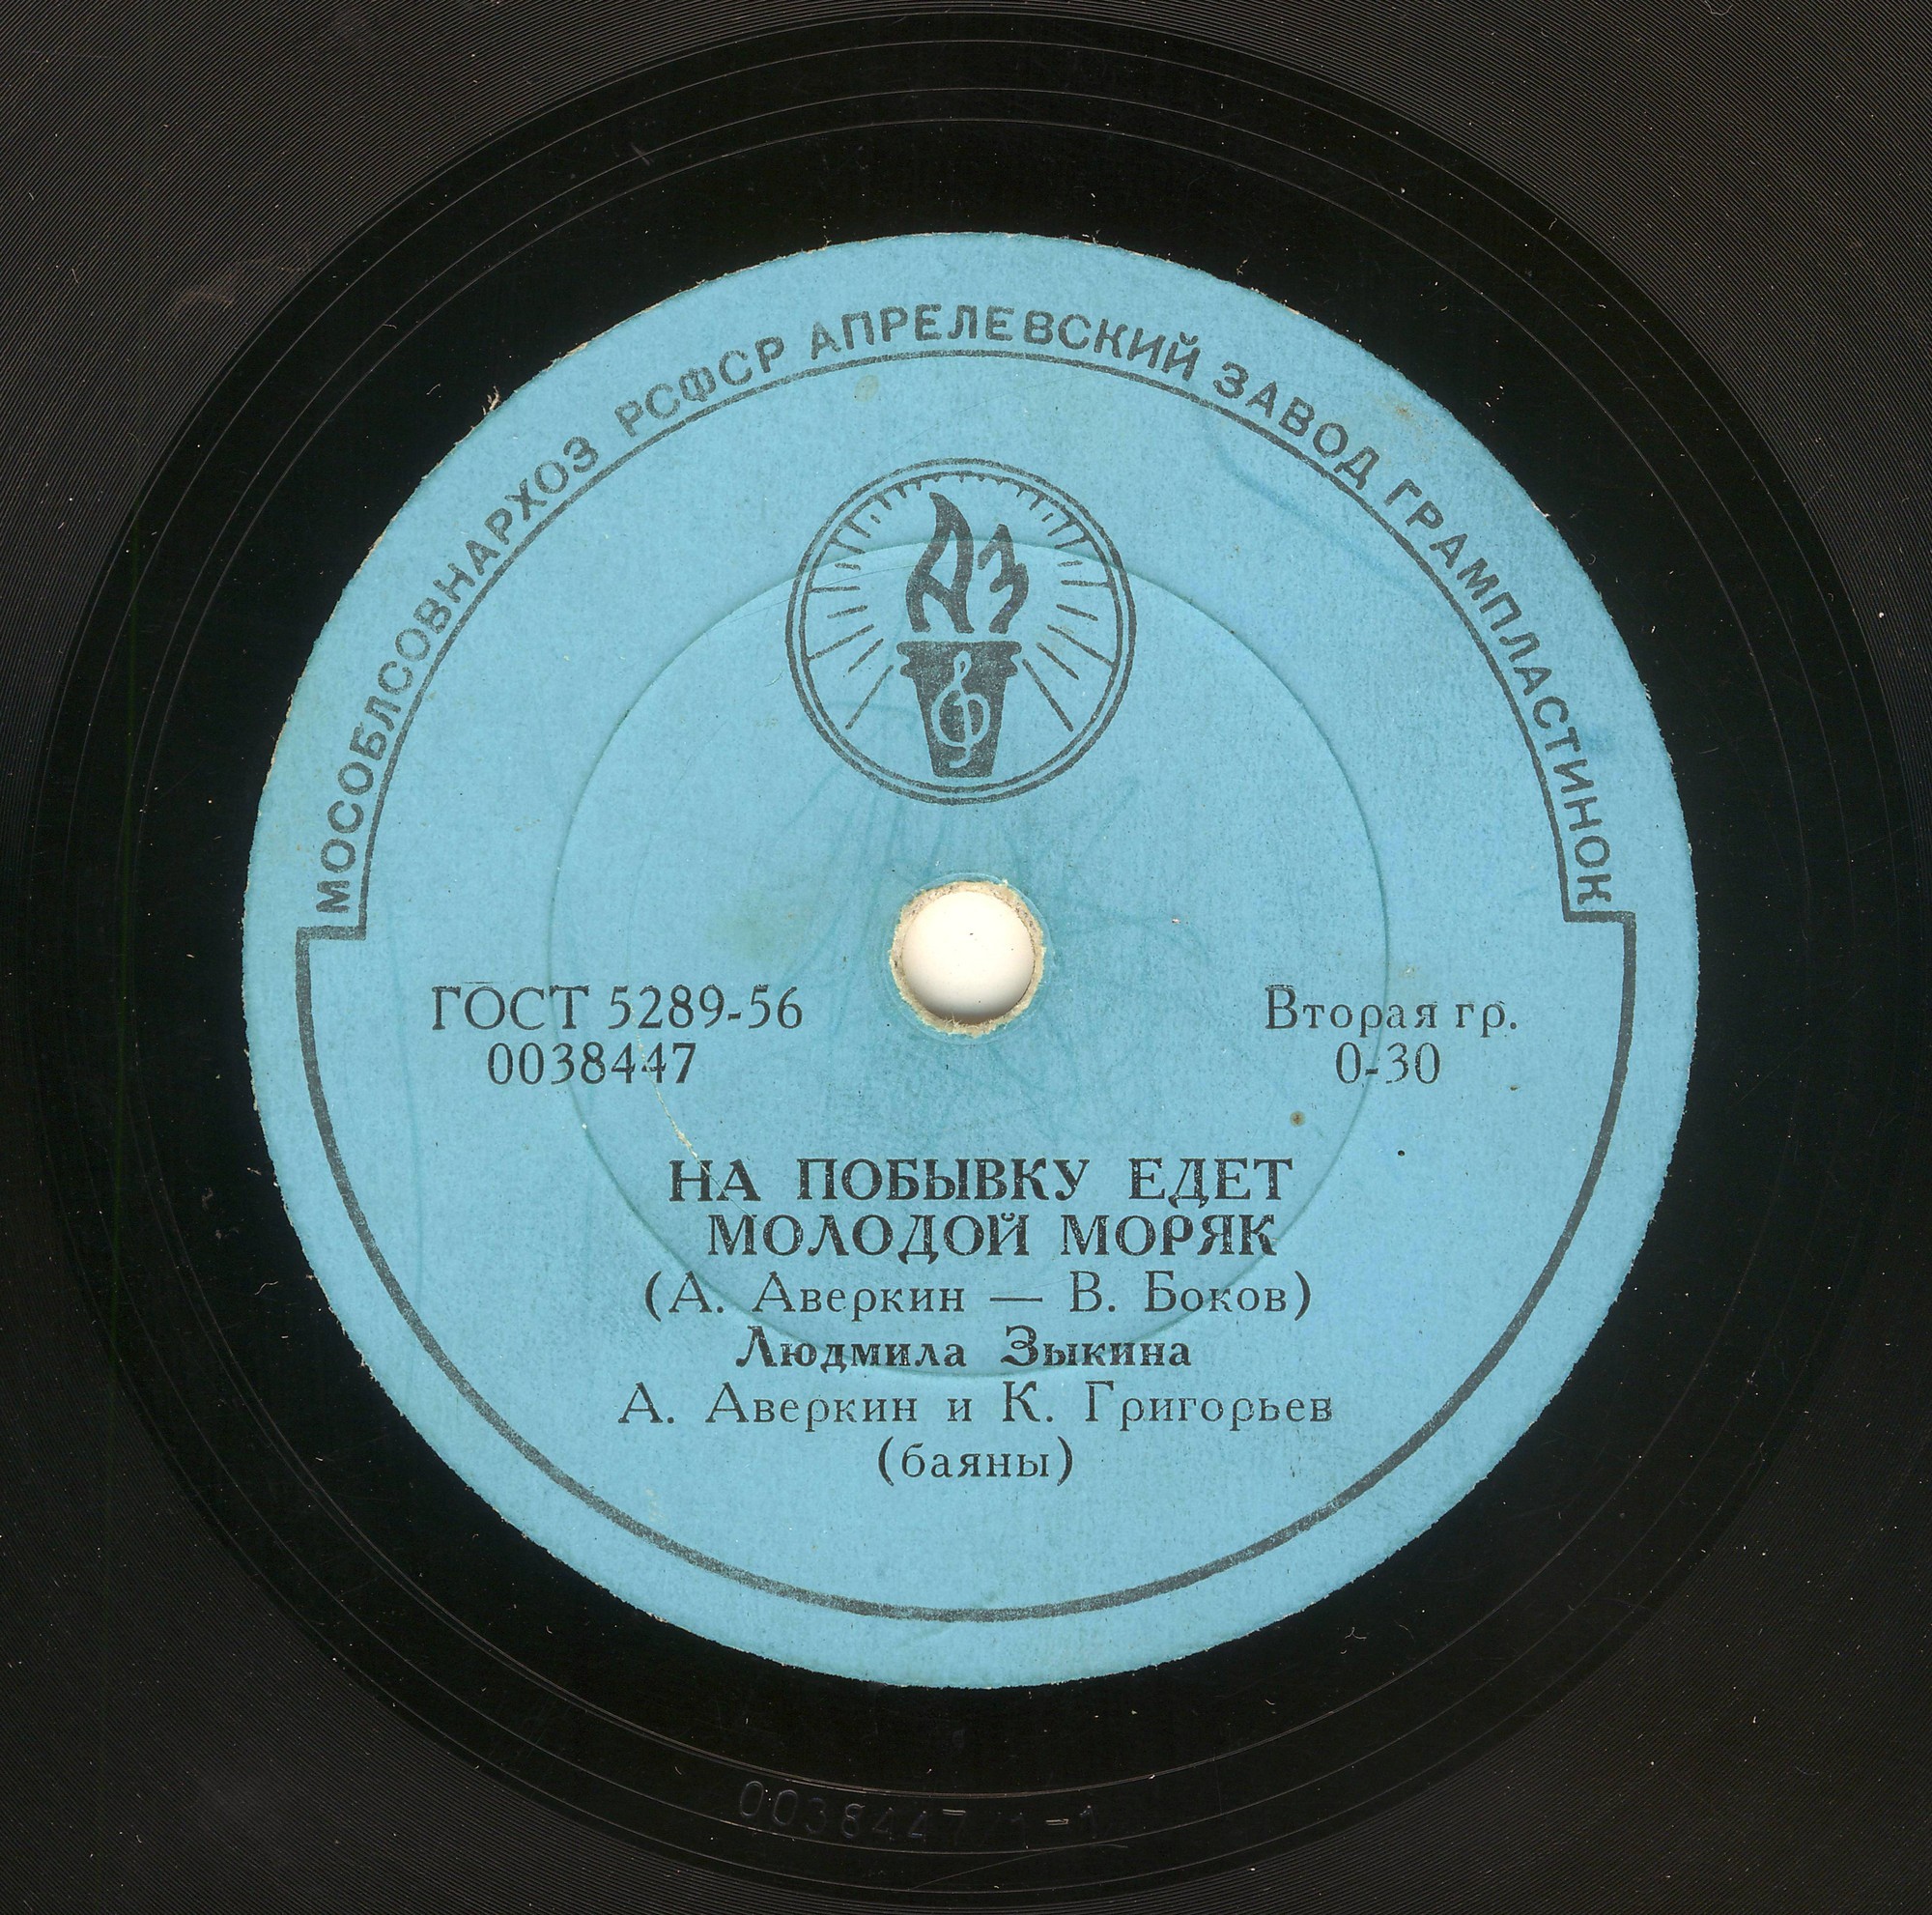 МОСОБЛСОВНАРХОЗ РСФСР АПРЕЛЕВСКИЙ ЗАВОД ГРАМПЛАСТИНОК
АЗ
ГОСТ 5289-56
0038447
Вторая гр.
0-30
НА ПОБЫВКУ ЕДЕТ
МОЛОДОЙ МОРЯК
(А. Аверкин — В. Боков)
Людмила Зыкина
А. Аверкин и К. Григорьев
(баяны)
0038447/1-1